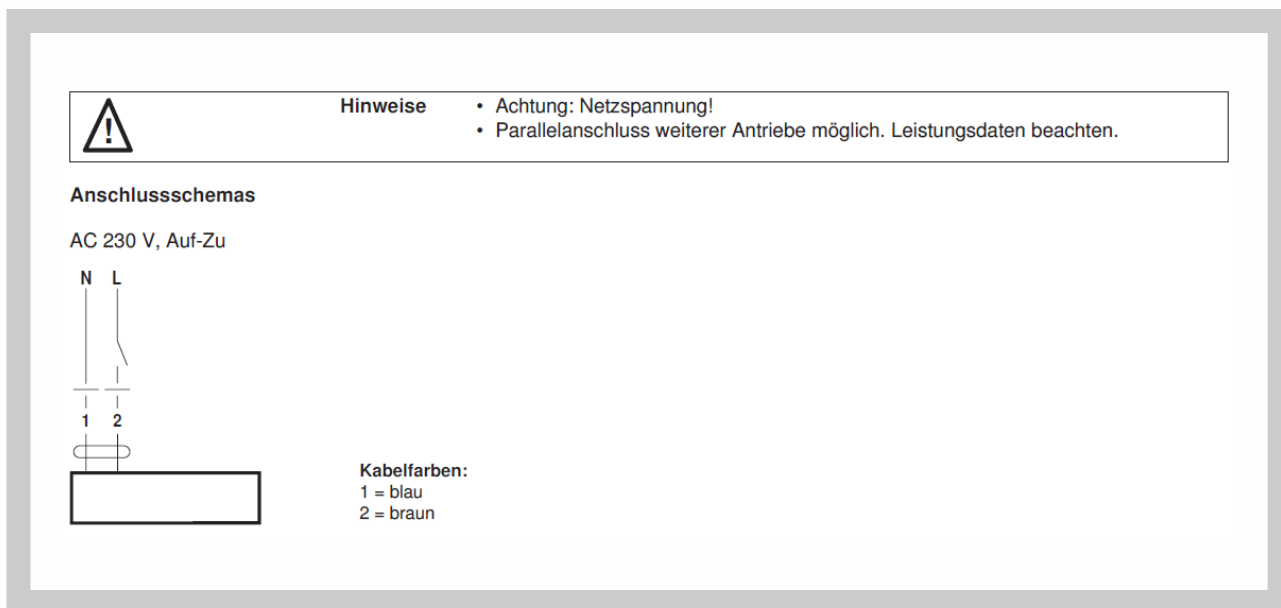 Hinweise • Achtung: Netzspannung!
• Parallelanschluss weiterer Antriebe möglich. Leistungsdaten beachten.
Anschlussschemas
AC 230 V, Auf-Zu
N L
1 2
Kabelfarben:
1 = blau
2 = braun